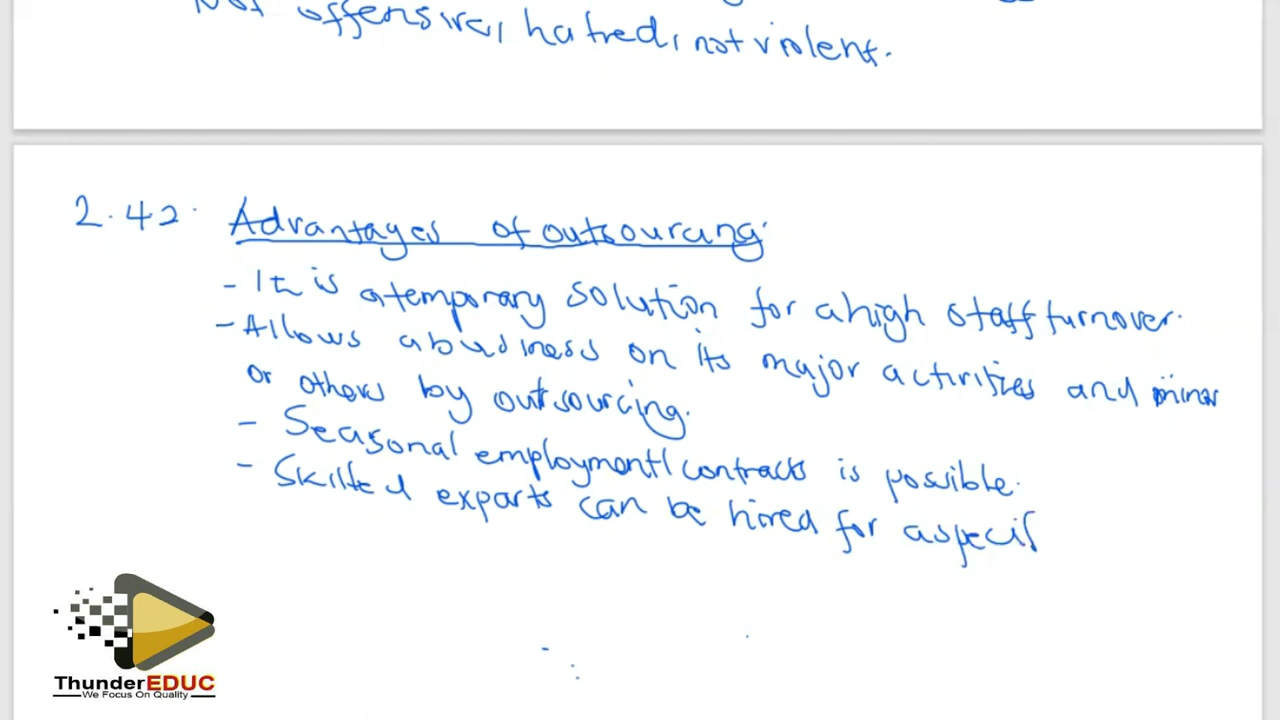 Not offensive, hatred, not violent.
2.42. Advantages of outsourcing.
- It is a temporary solution for a high staff turnover.
- Allows a business on its major activities and minor
or others by outsourcing.
- Seasonal employment/contracts is possible.
- Skilled experts can be hired for a specif
ThunderEDUC
We Focus On Quality